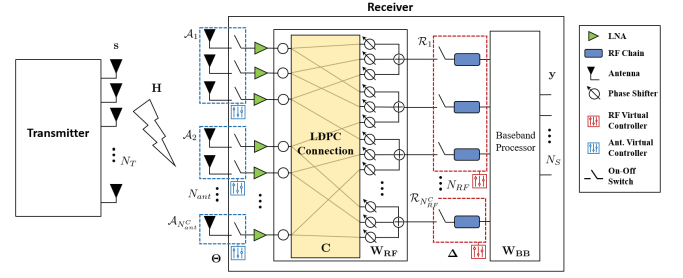 Receiver
s
H
Transmitter
N_T
𝒜_1
𝒜_2
N_ant
𝒜_{N^C_ant}
Θ
LDPC
Connection
C
W_RF
ℛ_1
N_RF
ℛ_{N^C_RF}
Δ
Baseband
Processor
W_BB
y
N_S
LNA
RF Chain
Antenna
Phase Shifter
RF Virtual
Controller
Ant. Virtual
Controller
On-Off
Switch